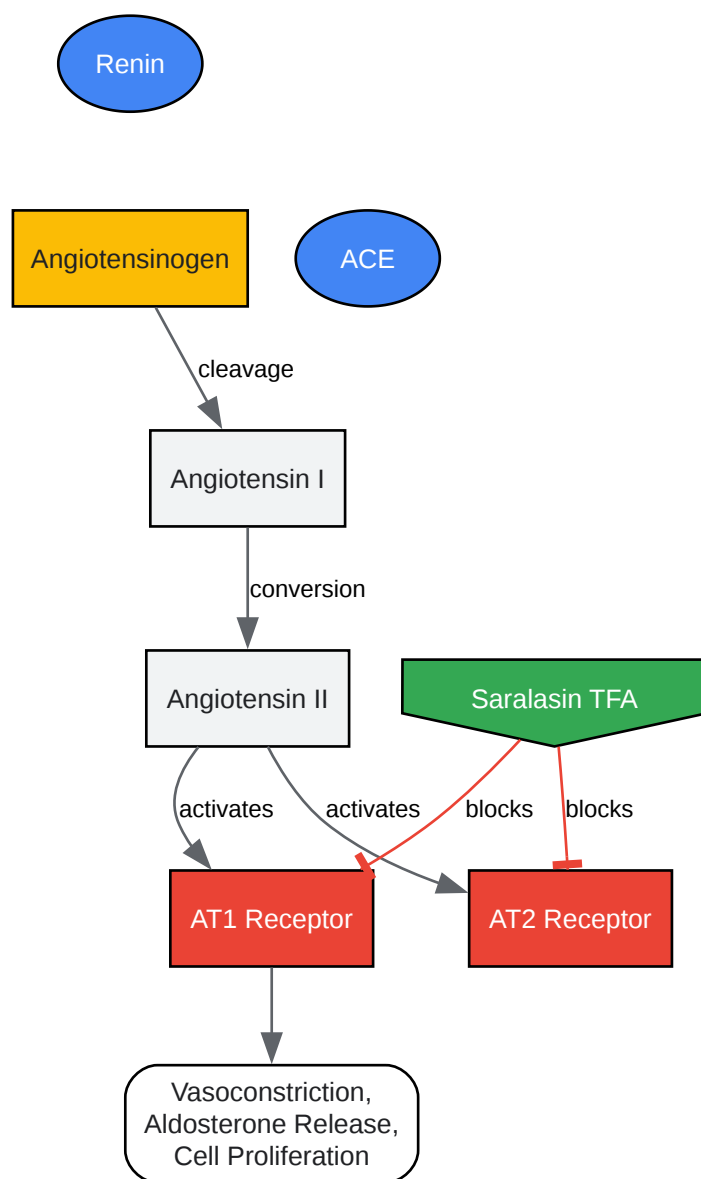 Renin
Angiotensinogen
ACE
cleavage
Angiotensin I
conversion
Angiotensin II
Saralasin TFA
activates
activates
blocks
blocks
AT1 Receptor
AT2 Receptor
Vasoconstriction,
Aldosterone Release,
Cell Proliferation